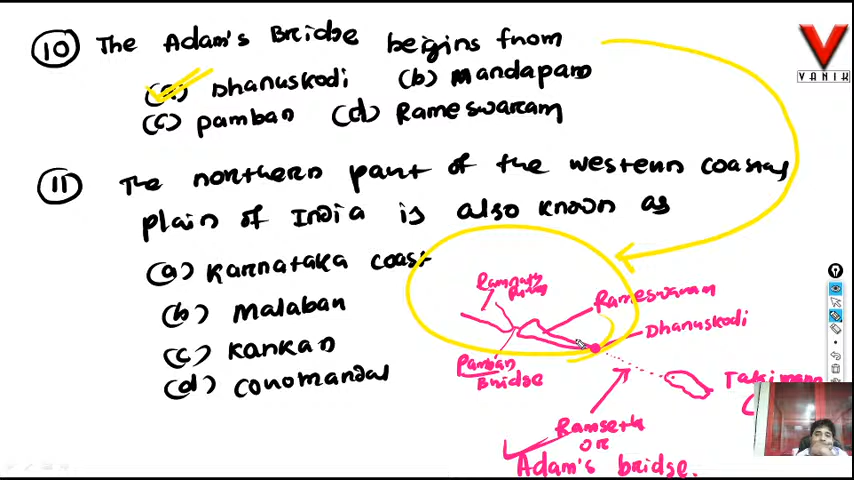 10 The Adam's Bridge begins from
(a) Dhanuskodi (b) Mandapam
(c) Pamban (d) Rameswaram
VANIK
11 The northern part of the western coastal
plain of India is also known as
(a) Karnataka coast
(b) Malabar
(c) Kankan
(d) Coromandal
Rameswaram
Dhanuskodi
Pamban
Bridge
Ramsethu
or
Adam's bridge.